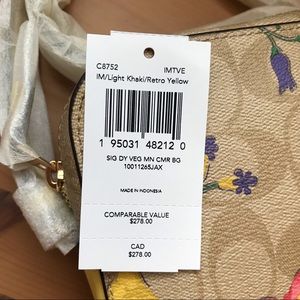 C8752 IMTVE
IM/Light Khaki/Retro Yellow
1 95031 48212 0
SIG DY VEG MN CMR BG
10011265JAX
MADE IN INDONESIA
COMPARABLE VALUE
$278.00
CAD
$278.00